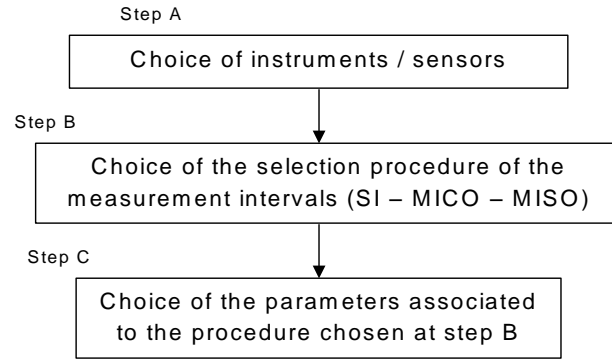 Step A
Choice of instruments / sensors
Step B
Choice of the selection procedure of the
measurement intervals (SI – MICO – MISO)
Step C
Choice of the parameters associated
to the procedure chosen at step B